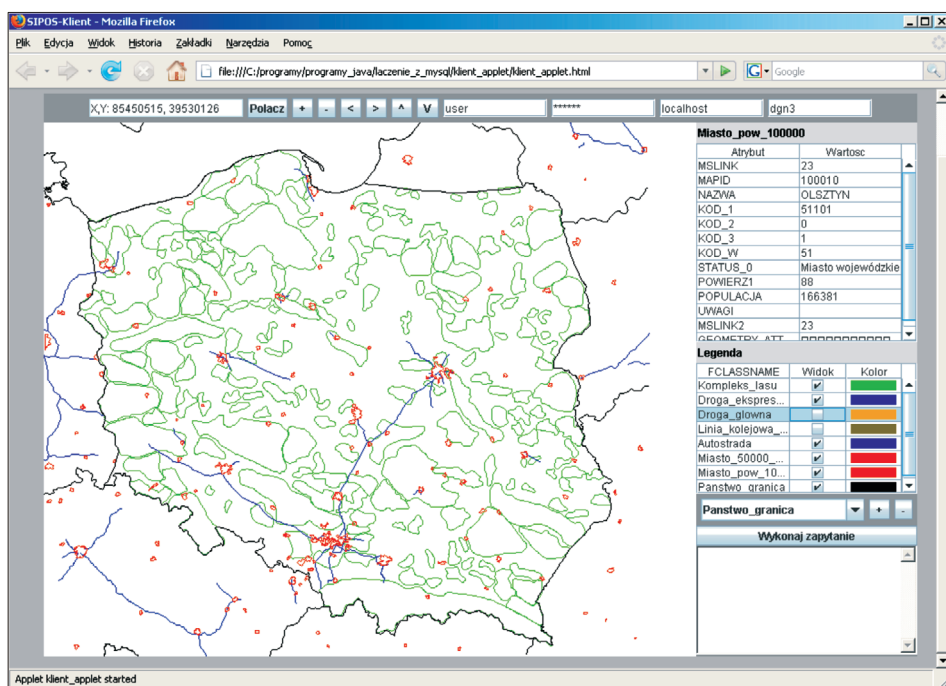 SIPOS-Klient - Mozilla Firefox
Plik Edycja Widok Historia Zakładki Narzędzia Pomoc
file:///C:/programy/programy_java/laczenie_z_mysql/klient_applet/klient_applet.html
G Google
X,Y: 85450515, 39530126 Polacz + - < > ^ V user ****** localhost dgn3
Miasto_pow_100000
Atrybut Wartosc
MSLINK 23
MAPID 100010
NAZWA OLSZTYN
KOD_1 51101
KOD_2 0
KOD_3 1
KOD_W 51
STATUS_0 Miasto wojewódzkie
POWIERZ1 88
POPULACJA 166381
UWAGI
MSLINK2 23
GEOMETRY_ATT
Legenda
FCLASSNAME Widok Kolor
Kompleks_lasu
Droga_ekspres...
Droga_glowna
Linia_kolejowa_...
Autostrada
Miasto_50000_...
Miasto_pow_10...
Panstwo_granica
Panstwo_granica + -
Wykonaj zapytanie
Applet klient_applet started